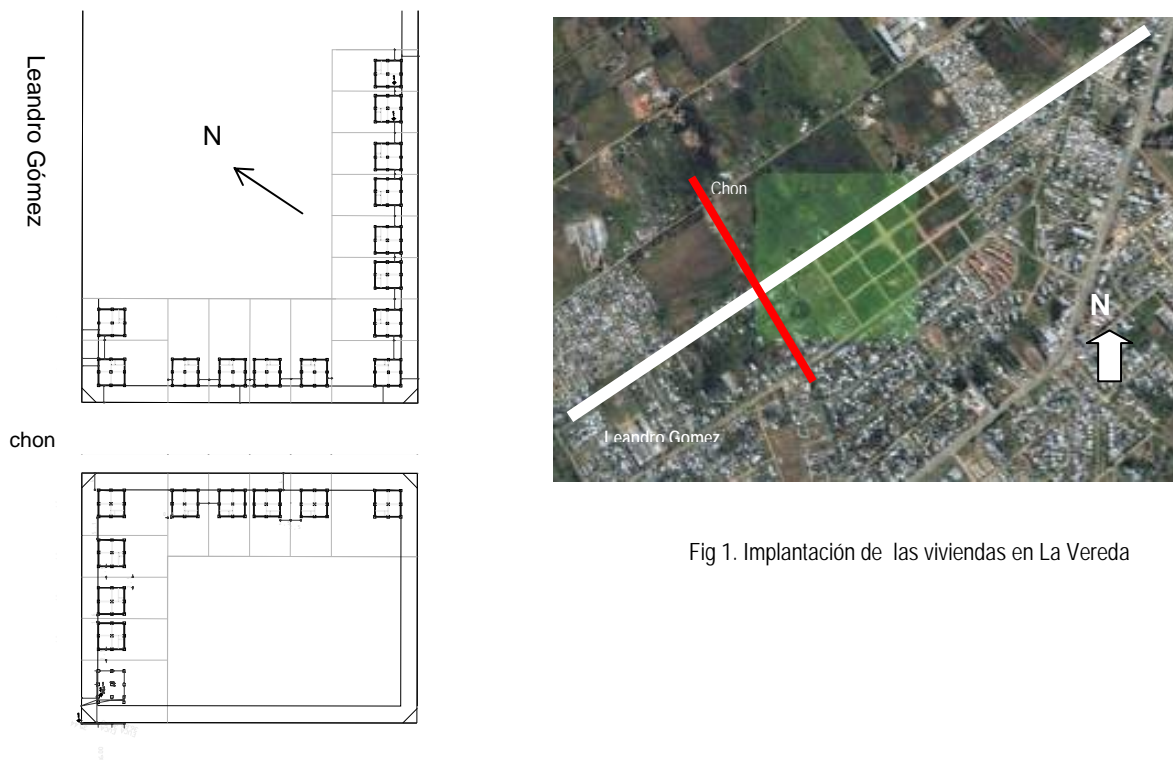 Leandro Gómez
N
chon
Chon
N
Leandro Gomez
Fig 1. Implantación de las viviendas en La Vereda